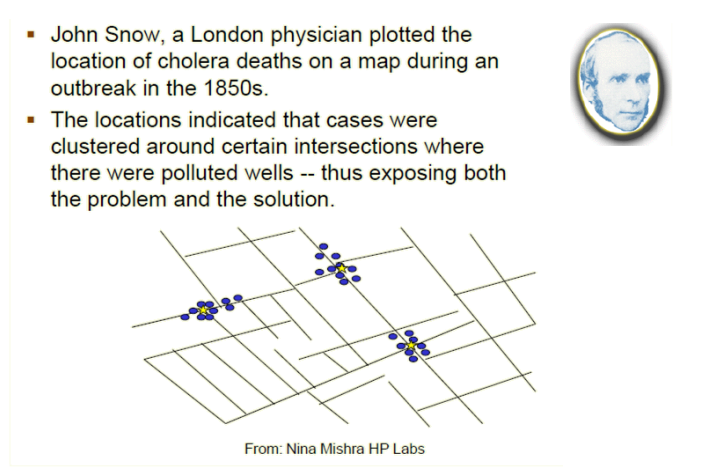 ▪ John Snow, a London physician plotted the
location of cholera deaths on a map during an
outbreak in the 1850s.
▪ The locations indicated that cases were
clustered around certain intersections where
there were polluted wells -- thus exposing both
the problem and the solution.
From: Nina Mishra HP Labs